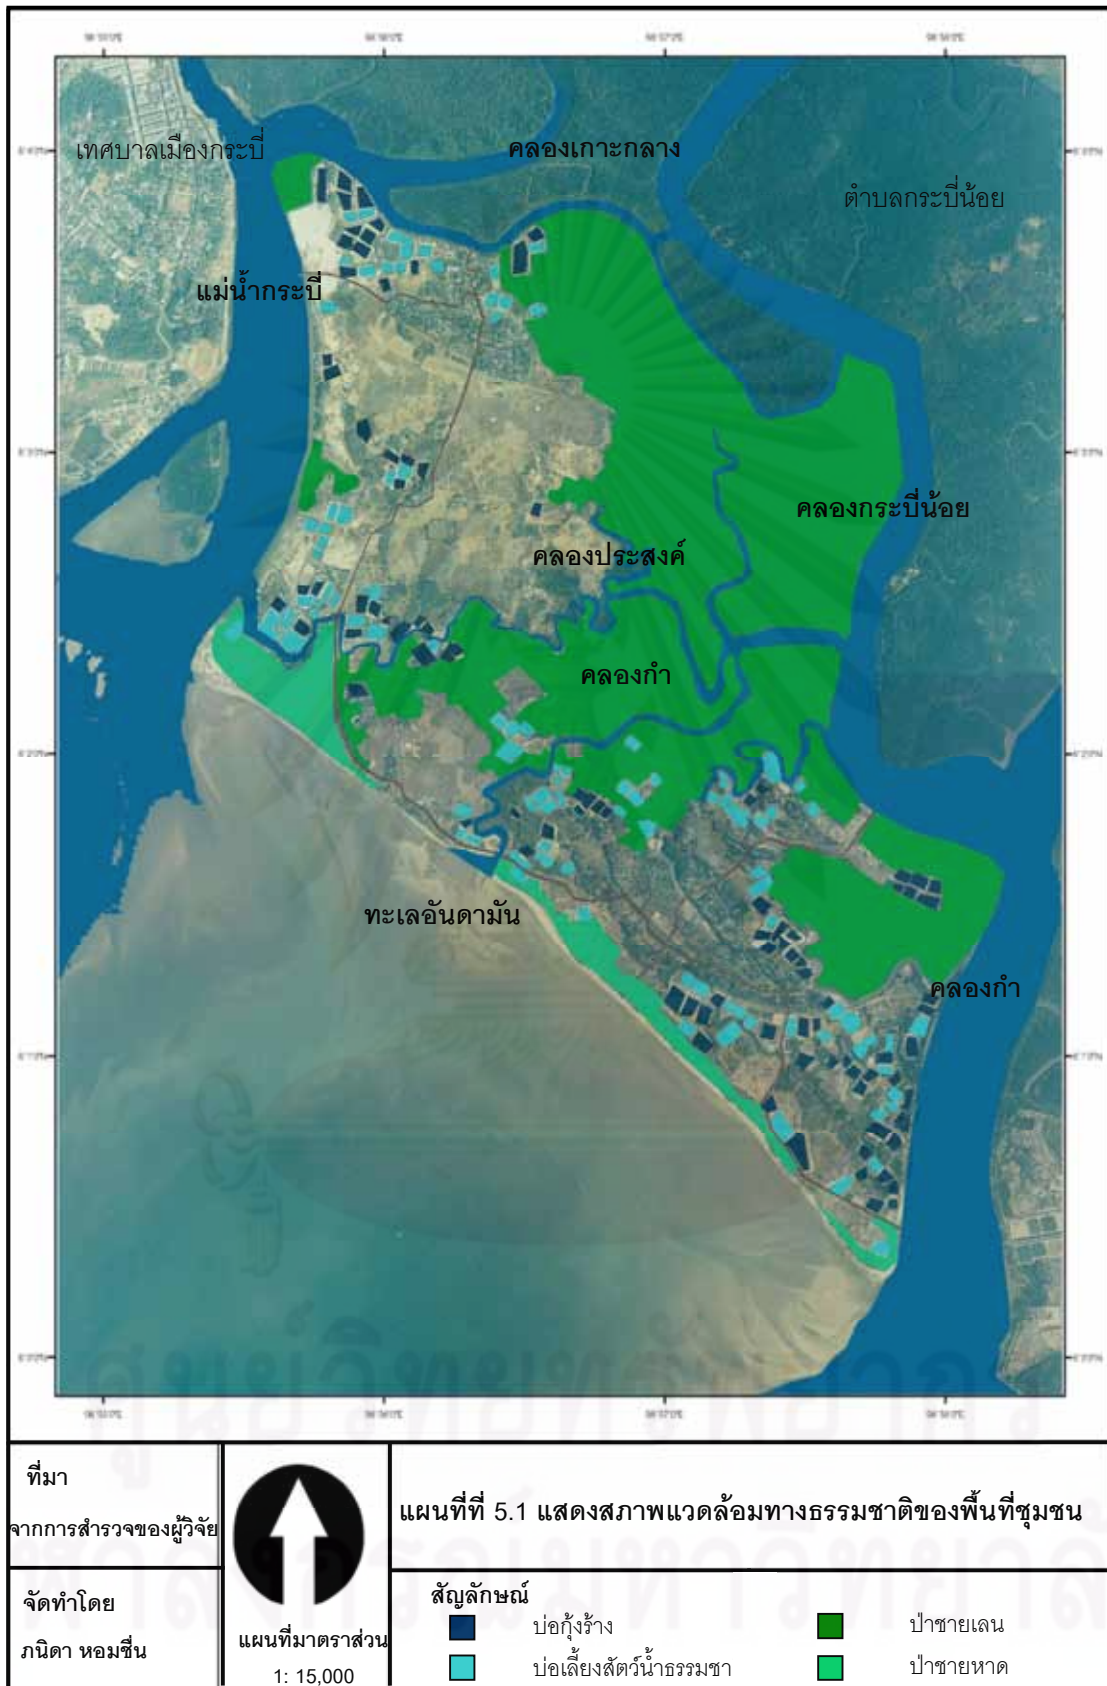 เทศบาลเมืองกระบี่
คลองเกาะกลาง
ตำบลกระบี่น้อย
แม่น้ำกระบี่
คลองกระบี่น้อย
คลองประสงค์
คลองกำ
ทะเลอันดามัน
คลองกำ
ที่มา
จากการสำรวจของผู้วิจัย
จัดทำโดย
ภนิดา หอมชื่น
แผนที่มาตราส่วน
1: 15,000
แผนที่ที่ 5.1 แสดงสภาพแวดล้อมทางธรรมชาติของพื้นที่ชุมชน
สัญลักษณ์
บ่อกุ้งร้าง
ป่าชายเลน
บ่อเลี้ยงสัตว์น้ำธรรมชา
ป่าชายหาด